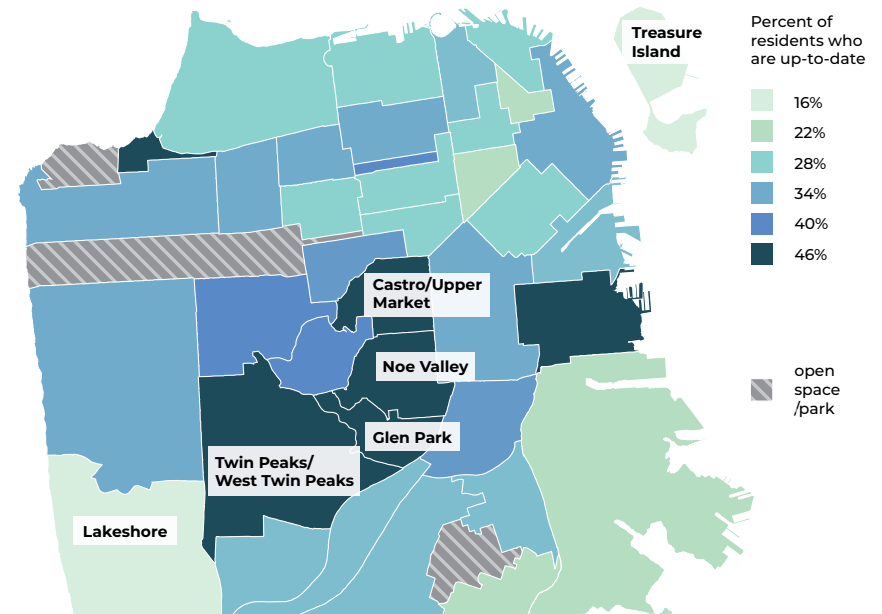 Treasure
Island
Percent of
residents who
are up-to-date
16%
22%
28%
34%
40%
46%
Castro/Upper
Market
Noe Valley
open
space
/park
Glen Park
Twin Peaks/
West Twin Peaks
Lakeshore